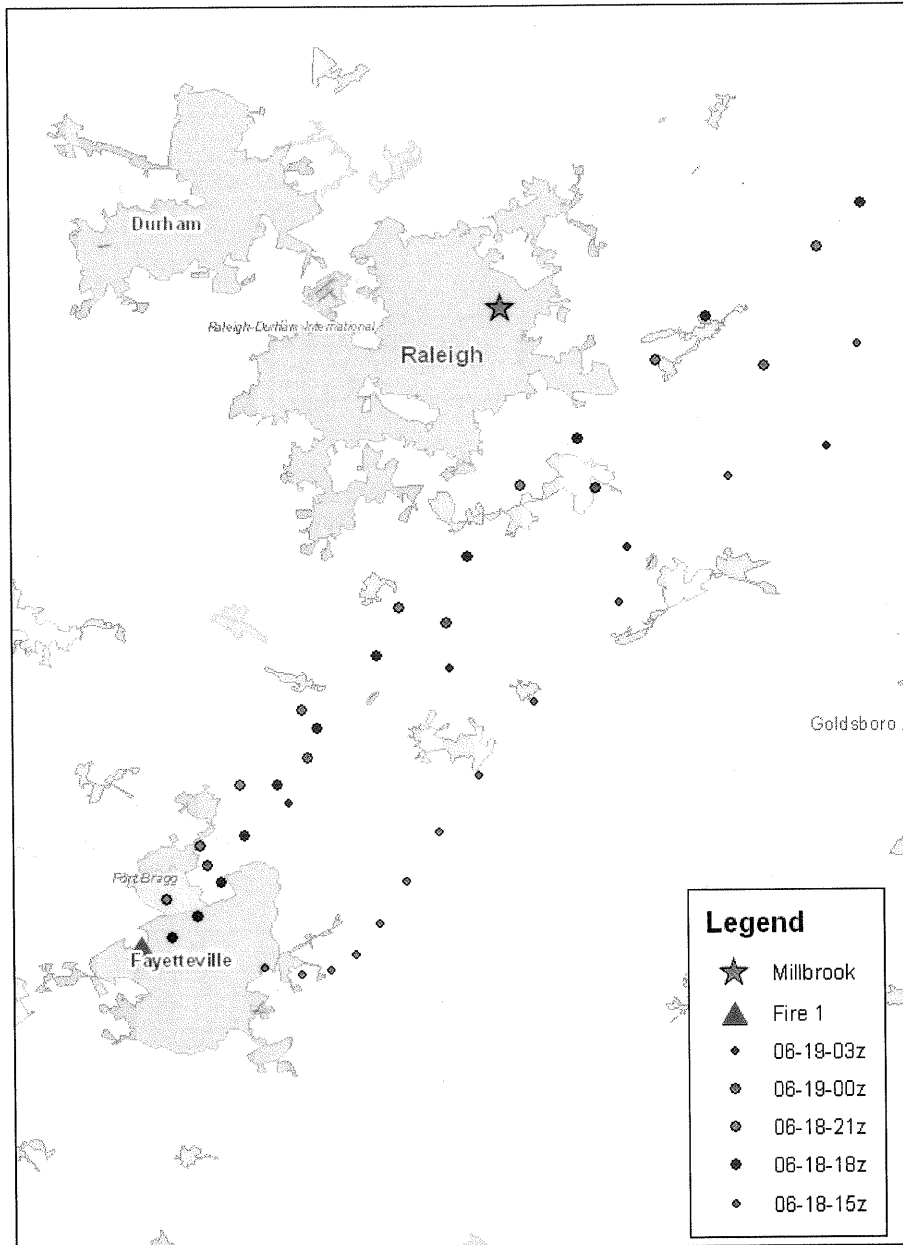 Durham
Raleigh-Durham-International
Raleigh
Goldsboro
Fort Bragg
Fayetteville
Legend
Millbrook
Fire 1
06-19-03z
06-19-00z
06-18-21z
06-18-18z
06-18-15z